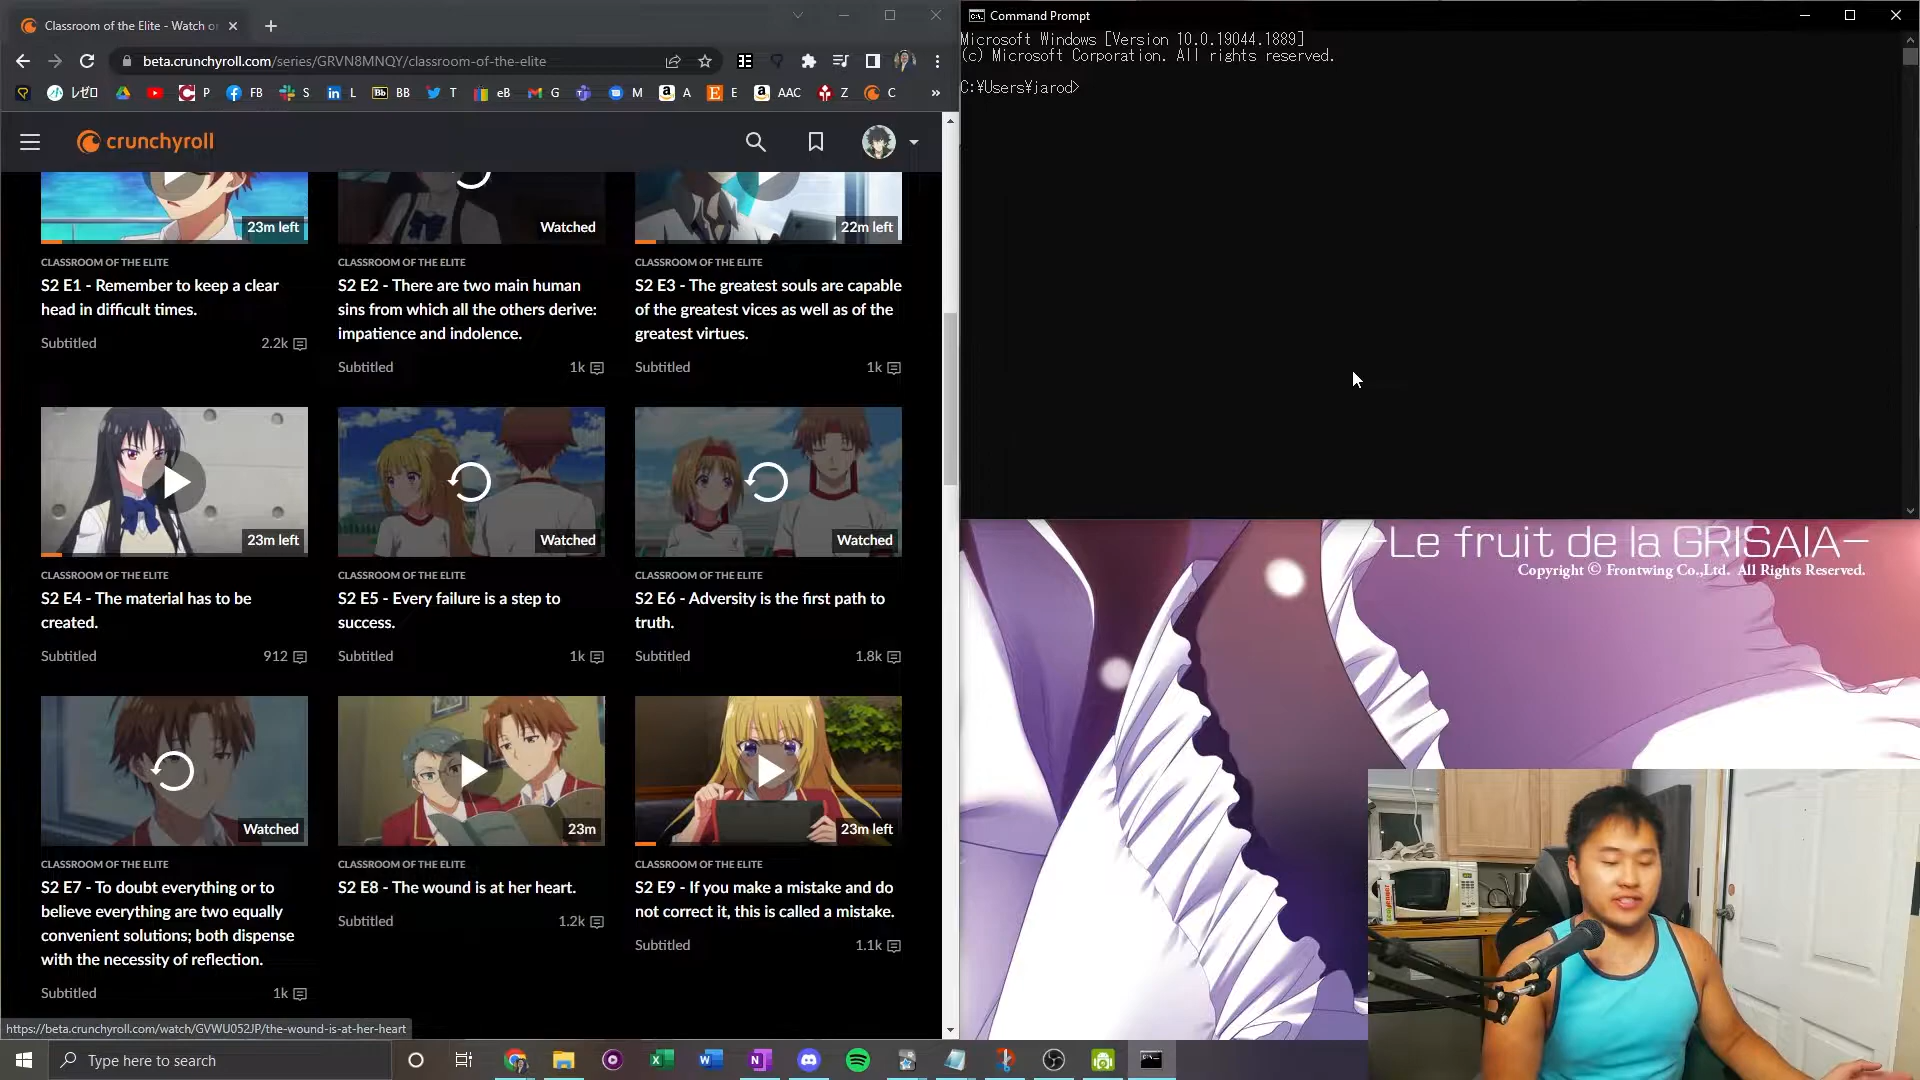 Classroom of the Elite - Watch o
beta.crunchyroll.com/series/GRVN8MNQY/classroom-of-the-elite
レゼロ
P
FB
S
L
BB
T
eB
G
M
A
E
AAC
Z
C
»
crunchyroll
23m left
Watched
22m left
CLASSROOM OF THE ELITE
S2 E1 - Remember to keep a clear
head in difficult times.
Subtitled
2.2k
CLASSROOM OF THE ELITE
S2 E2 - There are two main human
sins from which all the others derive:
impatience and indolence.
Subtitled
1k
CLASSROOM OF THE ELITE
S2 E3 - The greatest souls are capable
of the greatest vices as well as of the
greatest virtues.
Subtitled
1k
23m left
Watched
Watched
CLASSROOM OF THE ELITE
S2 E4 - The material has to be
created.
Subtitled
912
CLASSROOM OF THE ELITE
S2 E5 - Every failure is a step to
success.
Subtitled
1k
CLASSROOM OF THE ELITE
S2 E6 - Adversity is the first path to
truth.
Subtitled
1.8k
Watched
23m
23m left
CLASSROOM OF THE ELITE
S2 E7 - To doubt everything or to
believe everything are two equally
convenient solutions; both dispense
with the necessity of reflection.
Subtitled
1k
CLASSROOM OF THE ELITE
S2 E8 - The wound is at her heart.
Subtitled
1.2k
CLASSROOM OF THE ELITE
S2 E9 - If you make a mistake and do
not correct it, this is called a mistake.
Subtitled
1.1k
https://beta.crunchyroll.com/watch/GVWU052JP/the-wound-is-at-her-heart
Command Prompt
Microsoft Windows [Version 10.0.19044.1889]
(c) Microsoft Corporation. All rights reserved.
C:¥Users¥jarod>
-Le fruit de la GRISAIA-
Copyright © Frontwing Co.,Ltd. All Rights Reserved.
Type here to search